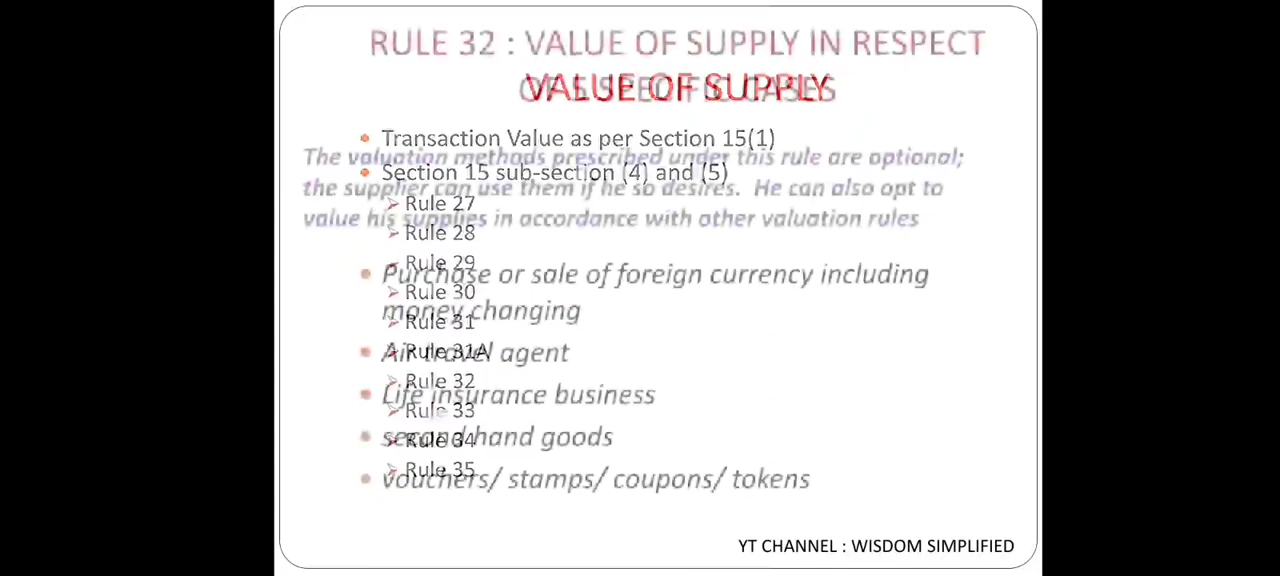 RULE 32 : VALUE OF SUPPLY IN RESPECT
OF 5 SPECIFIC CASES
VALUE OF SUPPLY
• Transaction Value as per Section 15(1)
The valuation methods prescribed under this rule are optional;
• Section 15 sub-section (4) and (5)
the supplier can use them if he so desires. He can also opt to
➢ Rule 27
value his supplies in accordance with other valuation rules
➢ Rule 28
➢ Rule 29
• Purchase or sale of foreign currency including
➢ Rule 30
money changing
➢ Rule 31
➢ Rule 31A
• Air travel agent
➢ Rule 32
• Life insurance business
➢ Rule 33
• second hand goods
➢ Rule 34
➢ Rule 35
• vouchers/ stamps/ coupons/ tokens
YT CHANNEL : WISDOM SIMPLIFIED